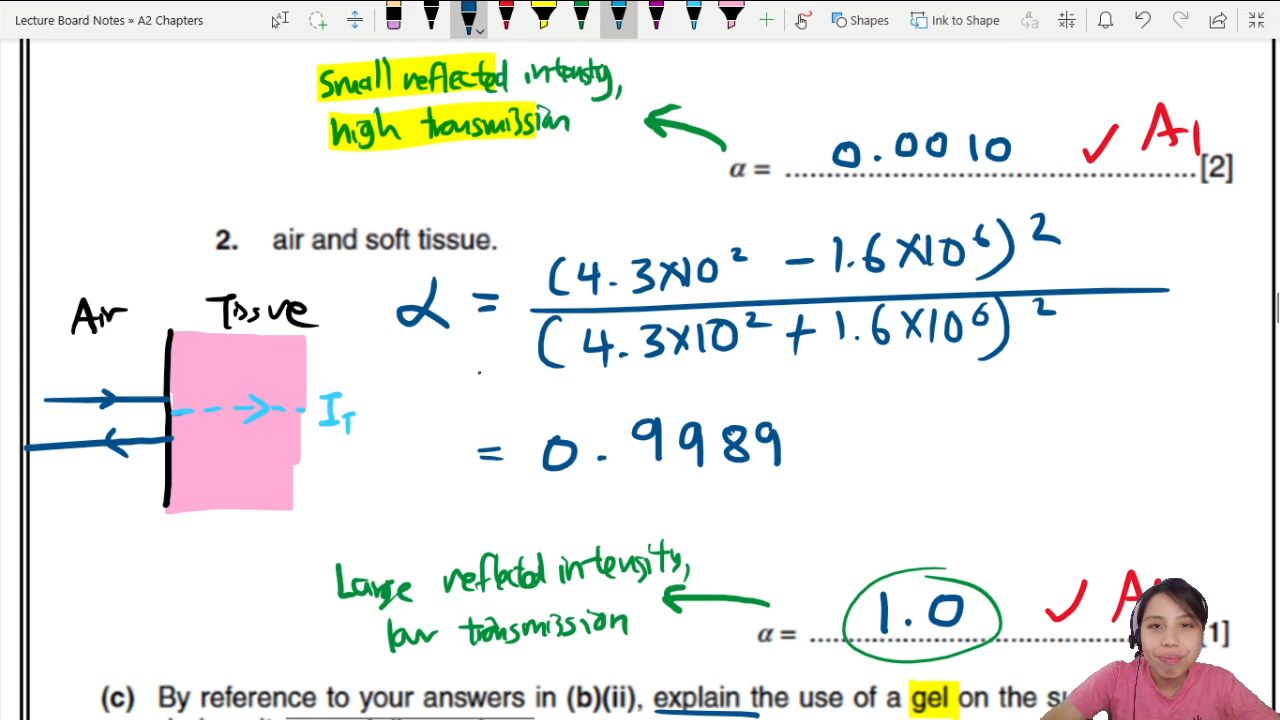 Lecture Board Notes » A2 Chapters
Shapes
Ink to Shape
Small reflected intensity,
high transmission
α = 0.0010 ✓ A1
[2]
2. air and soft tissue.
Air Tissue
α = (4.3×10² − 1.6×10⁶)²
(4.3×10² + 1.6×10⁶)²
I_T
= 0.9989
Large reflected intensity,
low transmission
α = 1.0 ✓ A
[1]
(c) By reference to your answers in (b)(ii), explain the use of a gel on the